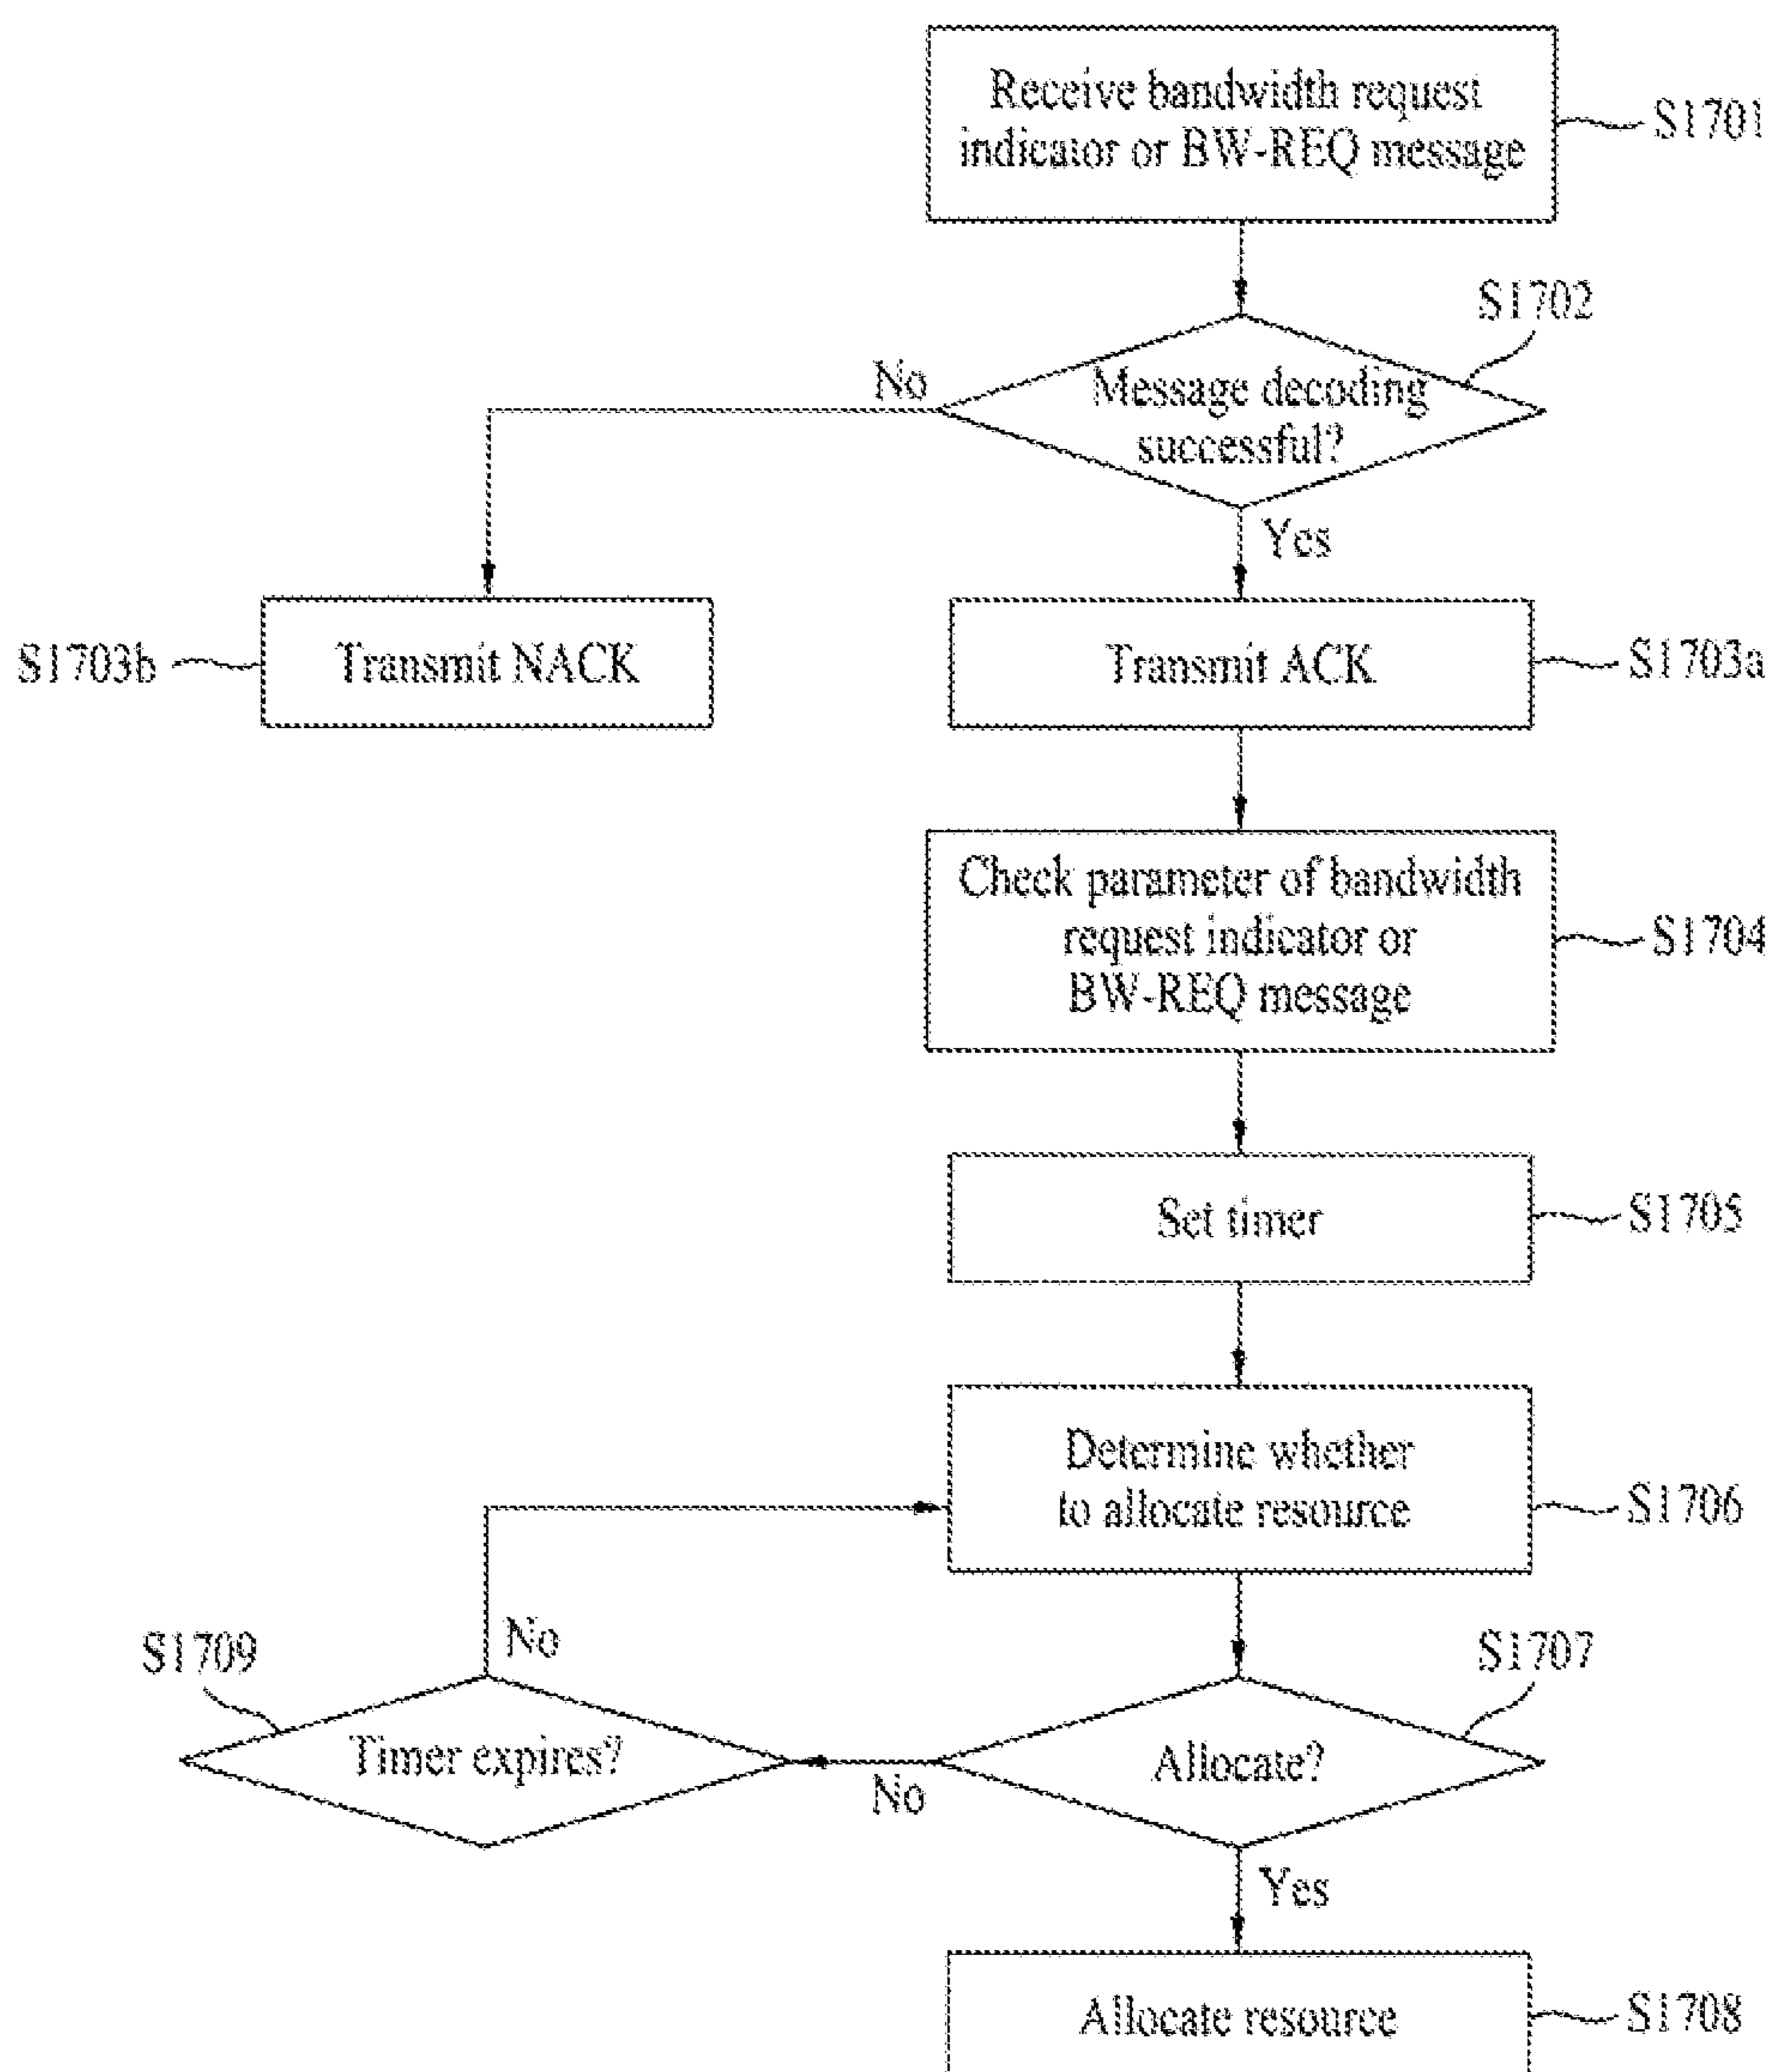 Receive bandwidth request
indicator or BW-REQ message
S1701
S1702
Message decoding
successful?
No
Yes
S1703b
Transmit NACK
Transmit ACK
S1703a
Check parameter of bandwidth
request indicator or
BW-REQ message
S1704
Set timer
S1705
Determine whether
to allocate resource
S1706
S1709
No
S1707
Timer expires?
Allocate?
No
Yes
Allocate resource
S1708